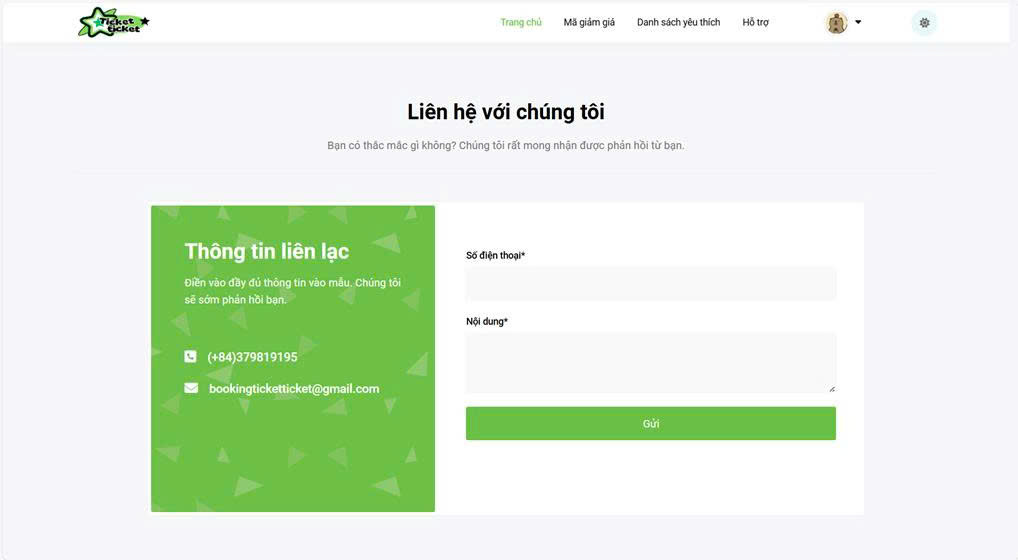 Ticket
ticket
Trang chủ
Mã giảm giá
Danh sách yêu thích
Hỗ trợ
Liên hệ với chúng tôi
Bạn có thắc mắc gì không? Chúng tôi rất mong nhận được phản hồi từ bạn.
Thông tin liên lạc
Điền vào đầy đủ thông tin vào mẫu. Chúng tôi
sẽ sớm phản hồi bạn.
(+84)379819195
bookingticketticket@gmail.com
Số điện thoại*
Nội dung*
Gửi